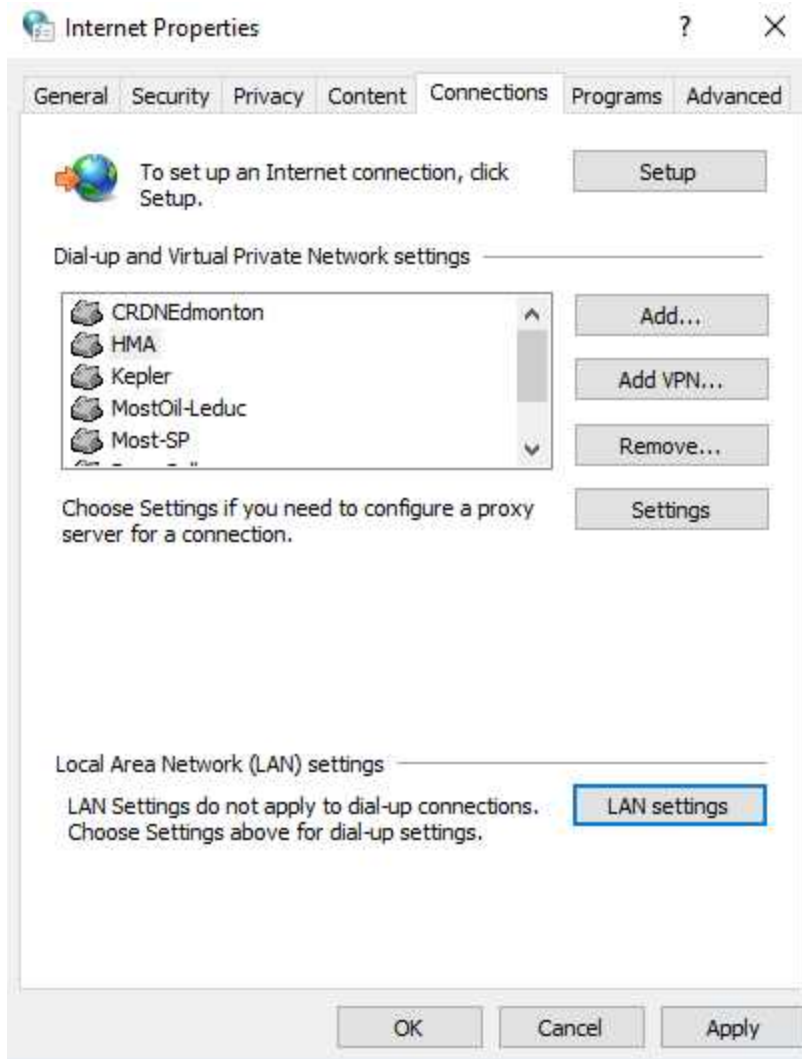 Internet Properties
?
General Security Privacy Content Connections Programs Advanced
To set up an Internet connection, click
Setup.
Setup
Dial-up and Virtual Private Network settings
CRDNEdmonton
HMA
Kepler
MostOil-Leduc
Most-SP
Add...
Add VPN...
Remove...
Choose Settings if you need to configure a proxy
server for a connection.
Settings
Local Area Network (LAN) settings
LAN Settings do not apply to dial-up connections.
Choose Settings above for dial-up settings.
LAN settings
OK Cancel Apply